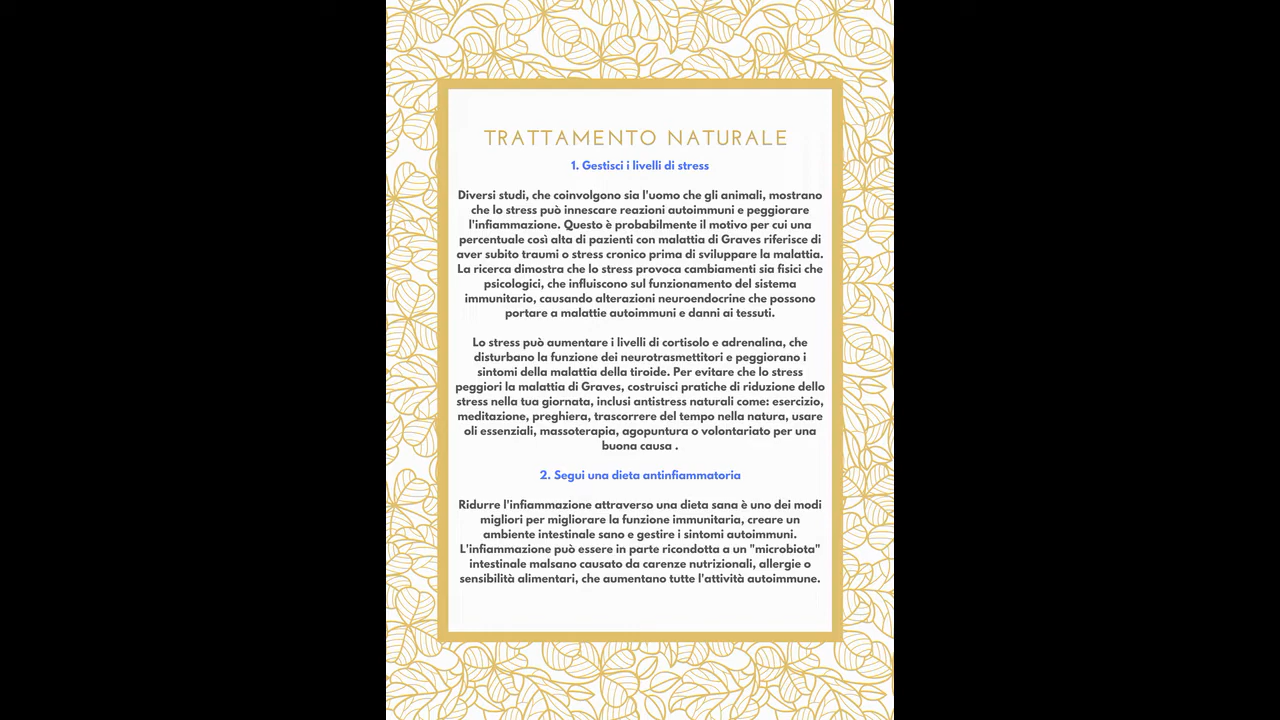 TRATTAMENTO NATURALE
1. Gestisci i livelli di stress
Diversi studi, che coinvolgono sia l'uomo che gli animali, mostrano
che lo stress può innescare reazioni autoimmuni e peggiorare
l'infiammazione. Questo è probabilmente il motivo per cui una
percentuale così alta di pazienti con malattia di Graves riferisce di
aver subito traumi o stress cronico prima di sviluppare la malattia.
La ricerca dimostra che lo stress provoca cambiamenti sia fisici che
psicologici, che influiscono sul funzionamento del sistema
immunitario, causando alterazioni neuroendocrine che possono
portare a malattie autoimmuni e danni ai tessuti.
Lo stress può aumentare i livelli di cortisolo e adrenalina, che
disturbano la funzione dei neurotrasmettitori e peggiorano i
sintomi della malattia della tiroide. Per evitare che lo stress
peggiori la malattia di Graves, costruisci pratiche di riduzione dello
stress nella tua giornata, inclusi antistress naturali come: esercizio,
meditazione, preghiera, trascorrere del tempo nella natura, usare
oli essenziali, massoterapia, agopuntura o volontariato per una
buona causa .
2. Segui una dieta antinfiammatoria
Ridurre l'infiammazione attraverso una dieta sana è uno dei modi
migliori per migliorare la funzione immunitaria, creare un
ambiente intestinale sano e gestire i sintomi autoimmuni.
L'infiammazione può essere in parte ricondotta a un "microbiota"
intestinale malsano causato da carenze nutrizionali, allergie o
sensibilità alimentari, che aumentano tutte l'attività autoimmune.